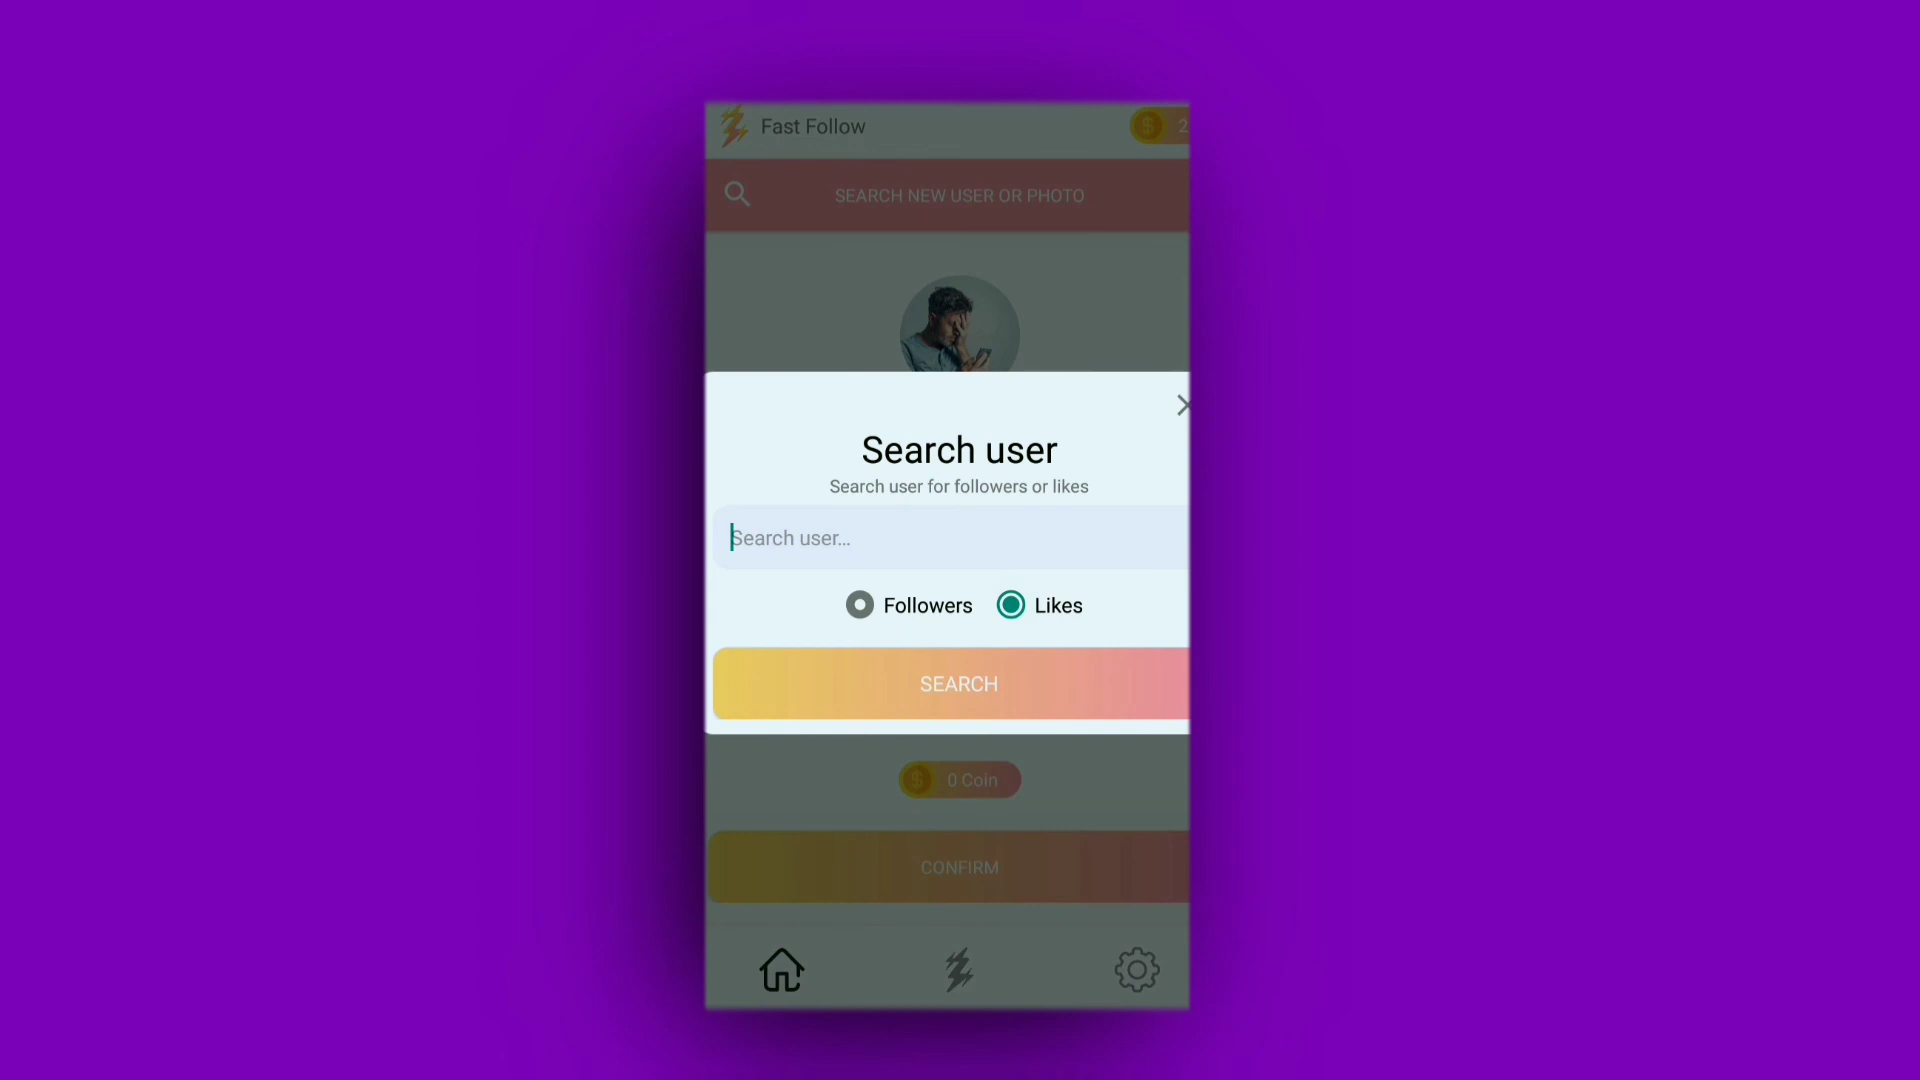 Fast Follow
2
SEARCH NEW USER OR PHOTO
Search user
Search user for followers or likes
Search user...
Followers Likes
SEARCH
0 Coin
CONFIRM